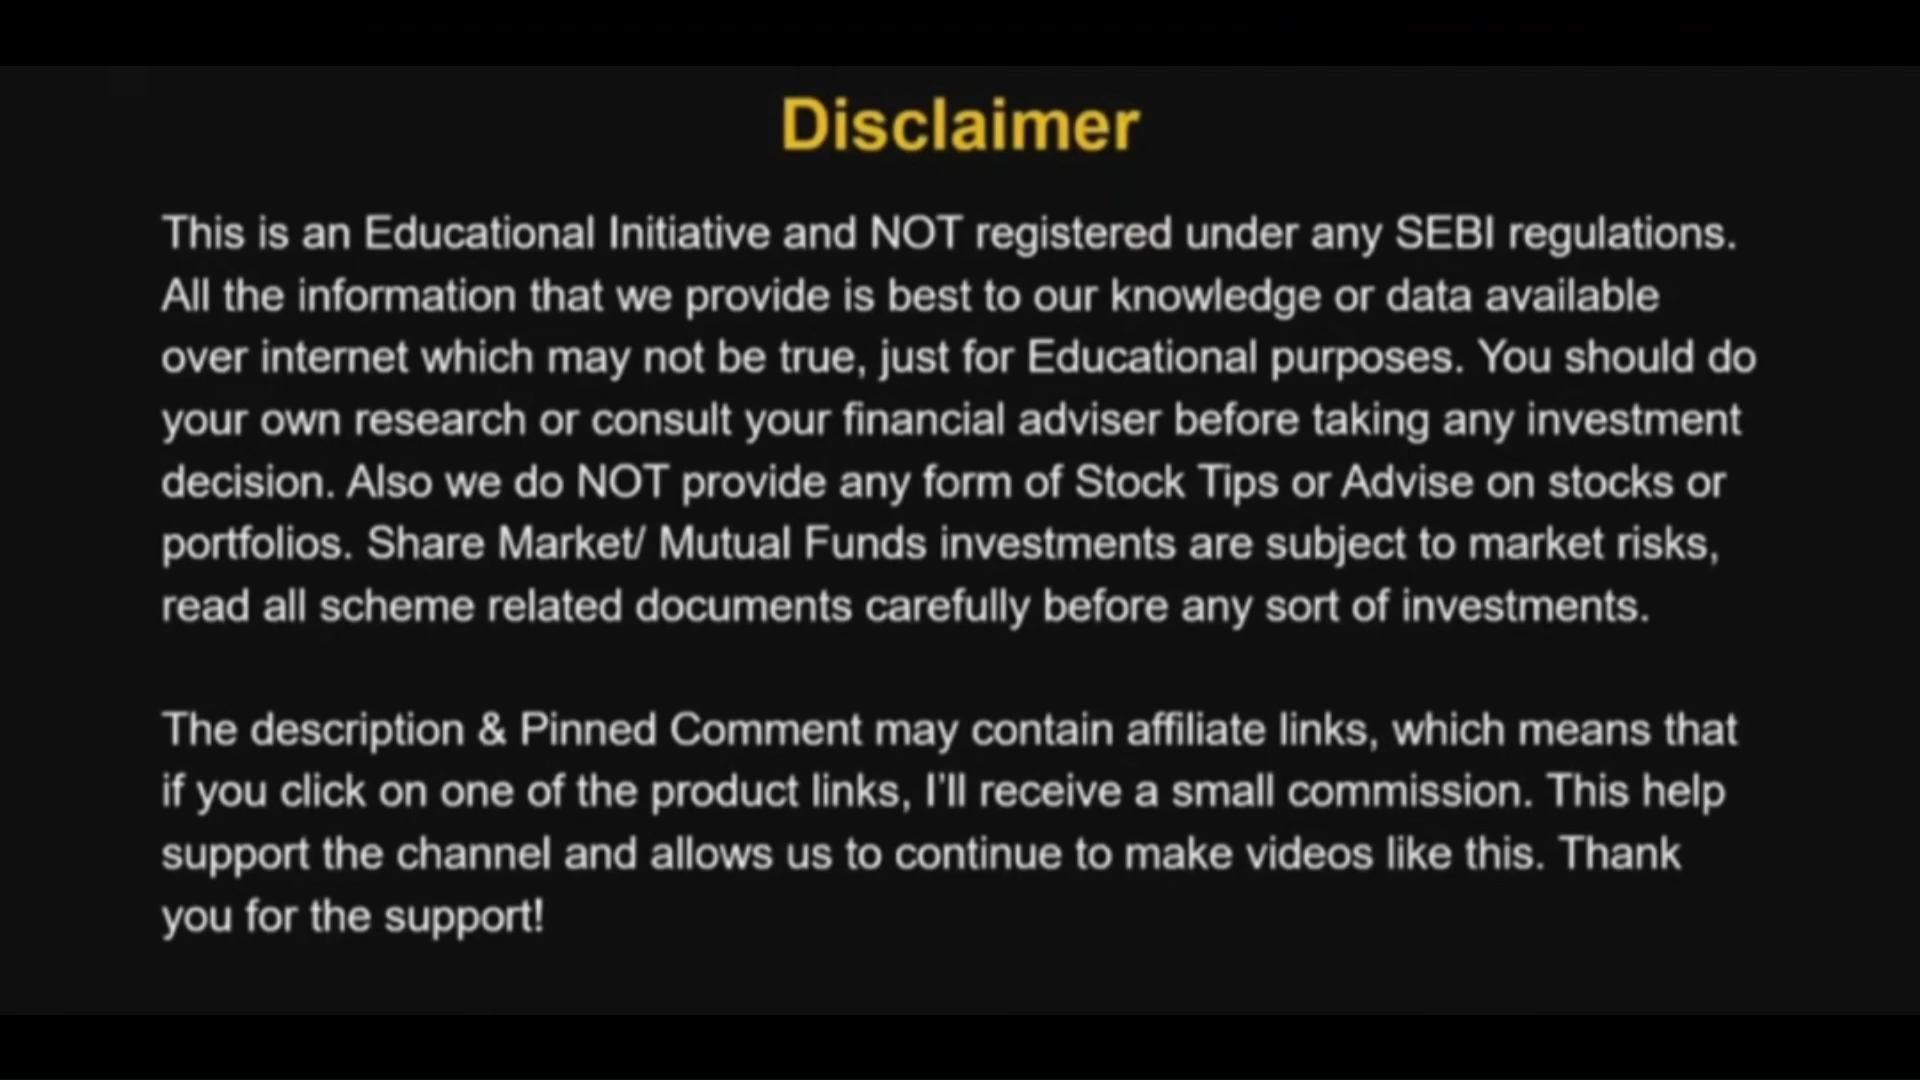 Disclaimer
This is an Educational Initiative and NOT registered under any SEBI regulations.
All the information that we provide is best to our knowledge or data available
over internet which may not be true, just for Educational purposes. You should do
your own research or consult your financial adviser before taking any investment
decision. Also we do NOT provide any form of Stock Tips or Advise on stocks or
portfolios. Share Market/ Mutual Funds investments are subject to market risks,
read all scheme related documents carefully before any sort of investments.
The description & Pinned Comment may contain affiliate links, which means that
if you click on one of the product links, I’ll receive a small commission. This help
support the channel and allows us to continue to make videos like this. Thank
you for the support!